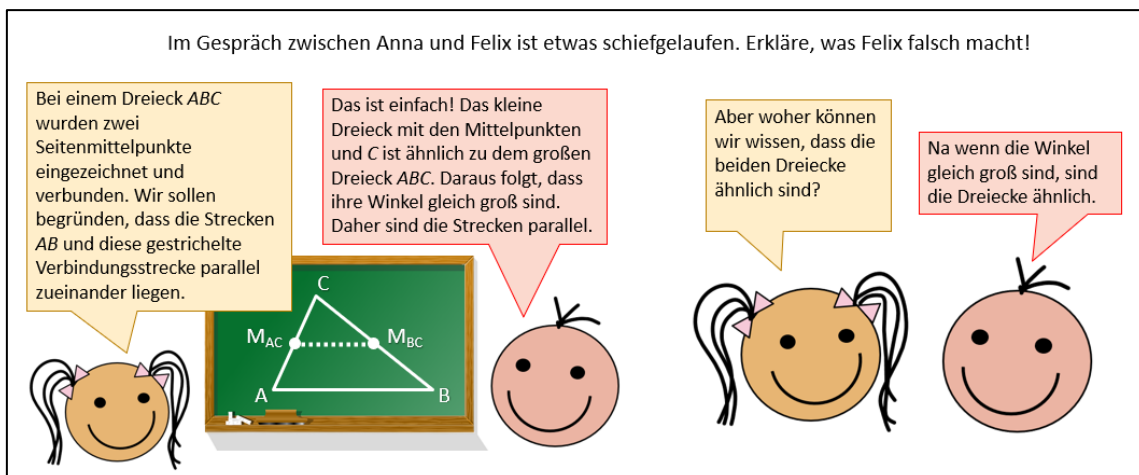 Im Gespräch zwischen Anna und Felix ist etwas schiefgelaufen. Erkläre, was Felix falsch macht!
Bei einem Dreieck ABC
wurden zwei
Seitenmittelpunkte
eingezeichnet und
verbunden. Wir sollen
begründen, dass die Strecken
AB und diese gestrichelte
Verbindungsstrecke parallel
zueinander liegen.
Das ist einfach! Das kleine
Dreieck mit den Mittelpunkten
und C ist ähnlich zu dem großen
Dreieck ABC. Daraus folgt, dass
ihre Winkel gleich groß sind.
Daher sind die Strecken parallel.
C
M_AC
M_BC
A
B
Aber woher können
wir wissen, dass die
beiden Dreiecke
ähnlich sind?
Na wenn die Winkel
gleich groß sind, sind
die Dreiecke ähnlich.